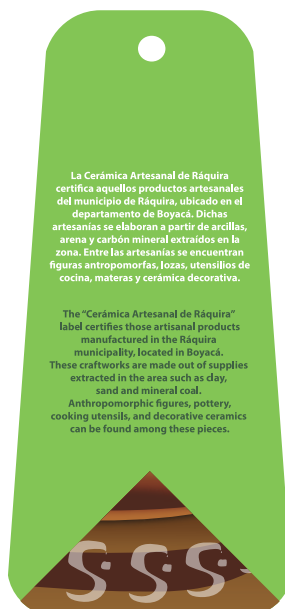 La Cerámica Artesanal de Ráquira
certifica aquellos productos artesanales
del municipio de Ráquira, ubicado en el
departamento de Boyacá. Dichas
artesanías se elaboran a partir de arcillas,
arena y carbón mineral extraídos en la
zona. Entre las artesanías se encuentran
figuras antropomorfas, lozas, utensilios de
cocina, materas y cerámica decorativa.
The “Cerámica Artesanal de Ráquira”
label certifies those artisanal products
manufactured in the Ráquira
municipality, located in Boyacá.
These craftworks are made out of supplies
extracted in the area such as clay,
sand and mineral coal.
Anthropomorphic figures, pottery,
cooking utensils, and decorative ceramics
can be found among these pieces.